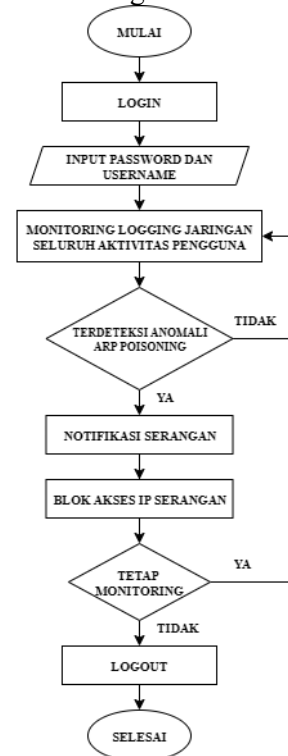 MULAI
LOGIN
INPUT PASSWORD DAN
USERNAME
MONITORING LOGGING JARINGAN
SELURUH AKTIVITAS PENGGUNA
TERDETEKSI ANOMALI
ARP POISONING
TIDAK
YA
NOTIFIKASI SERANGAN
BLOK AKSES IP SERANGAN
TETAP
MONITORING
YA
TIDAK
LOGOUT
SELESAI